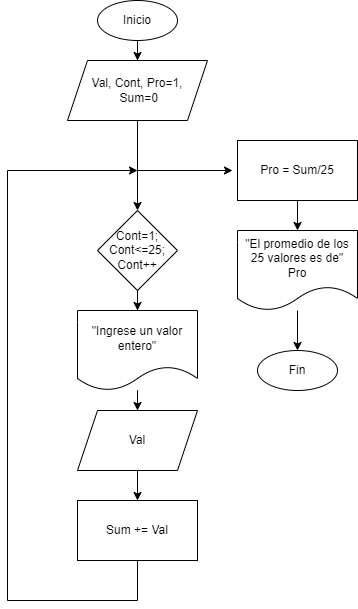 Inicio
Val, Cont, Pro=1,
Sum=0
Pro = Sum/25
Cont=1;
Cont<=25;
Cont++
"El promedio de los
25 valores es de"
Pro
"Ingrese un valor
entero"
Fin
Val
Sum += Val